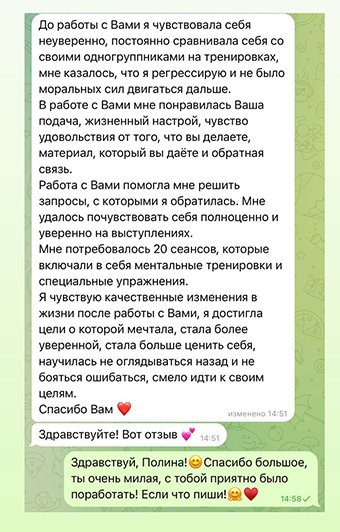 До работы с Вами я чувствовала себя
неуверенно, постоянно сравнивала себя со
своими одногруппниками на тренировках,
мне казалось, что я регрессирую и не было
моральных сил двигаться дальше.
В работе с Вами мне понравилась Ваша
подача, жизненный настрой, чувство
удовольствия от того, что вы делаете,
материал, который вы даёте и обратная
связь.
Работа с Вами помогла мне решить
запросы, с которыми я обратилась. Мне
удалось почувствовать себя полноценно и
уверенно на выступлениях.
Мне потребовалось 20 сеансов, которые
включали в себя ментальные тренировки и
специальные упражнения.
Я чувствую качественные изменения в
жизни после работы с Вами, я достигла
цели о которой мечтала, стала более
уверенной, стала больше ценить себя,
научилась не оглядываться назад и не
бояться ошибаться, смело идти к своим
целям.
Спасибо Вам ❤️ изменено 14:51
Здравствуйте! Вот отзыв 💞 14:51
Здравствуй, Полина!🤗Спасибо большое,
ты очень милая, с тобой приятно было
поработать! Если что пиши!🤗❤️ 14:58